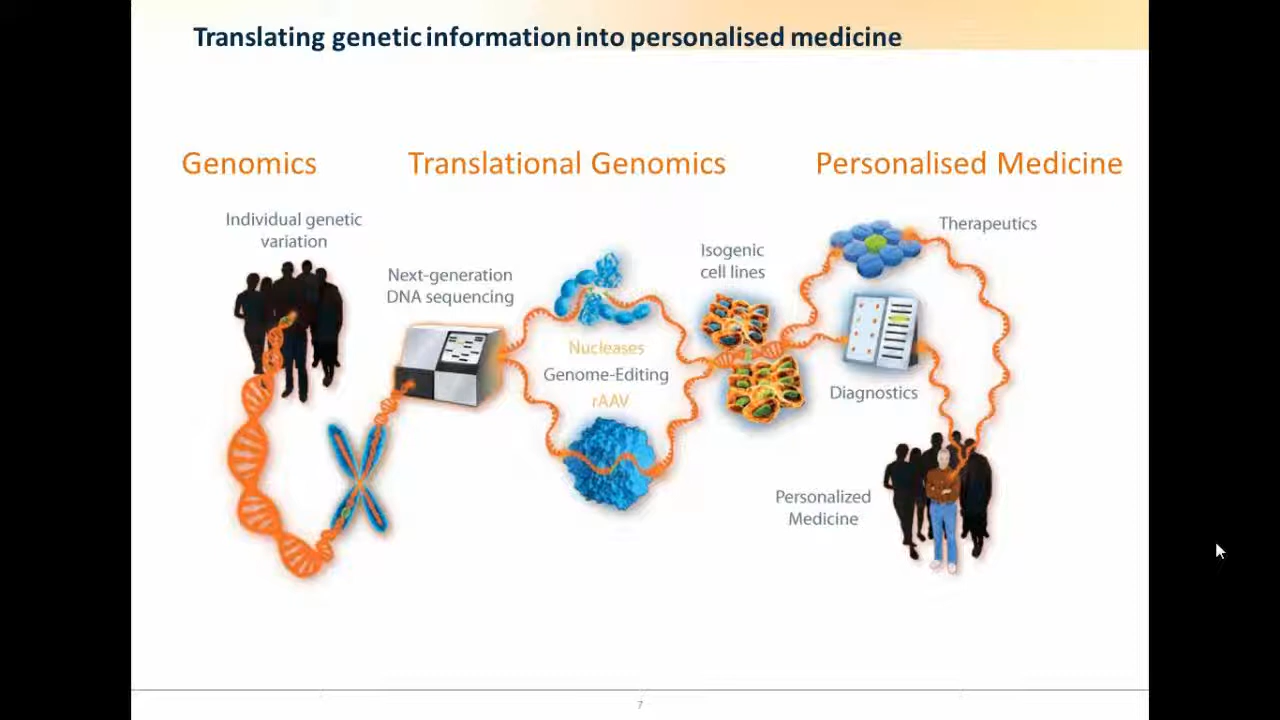 Translating genetic information into personalised medicine
Genomics
Translational Genomics
Personalised Medicine
Individual genetic
variation
Next-generation
DNA sequencing
Nucleases
Genome-Editing
rAAV
Isogenic
cell lines
Therapeutics
Diagnostics
Personalized
Medicine
7